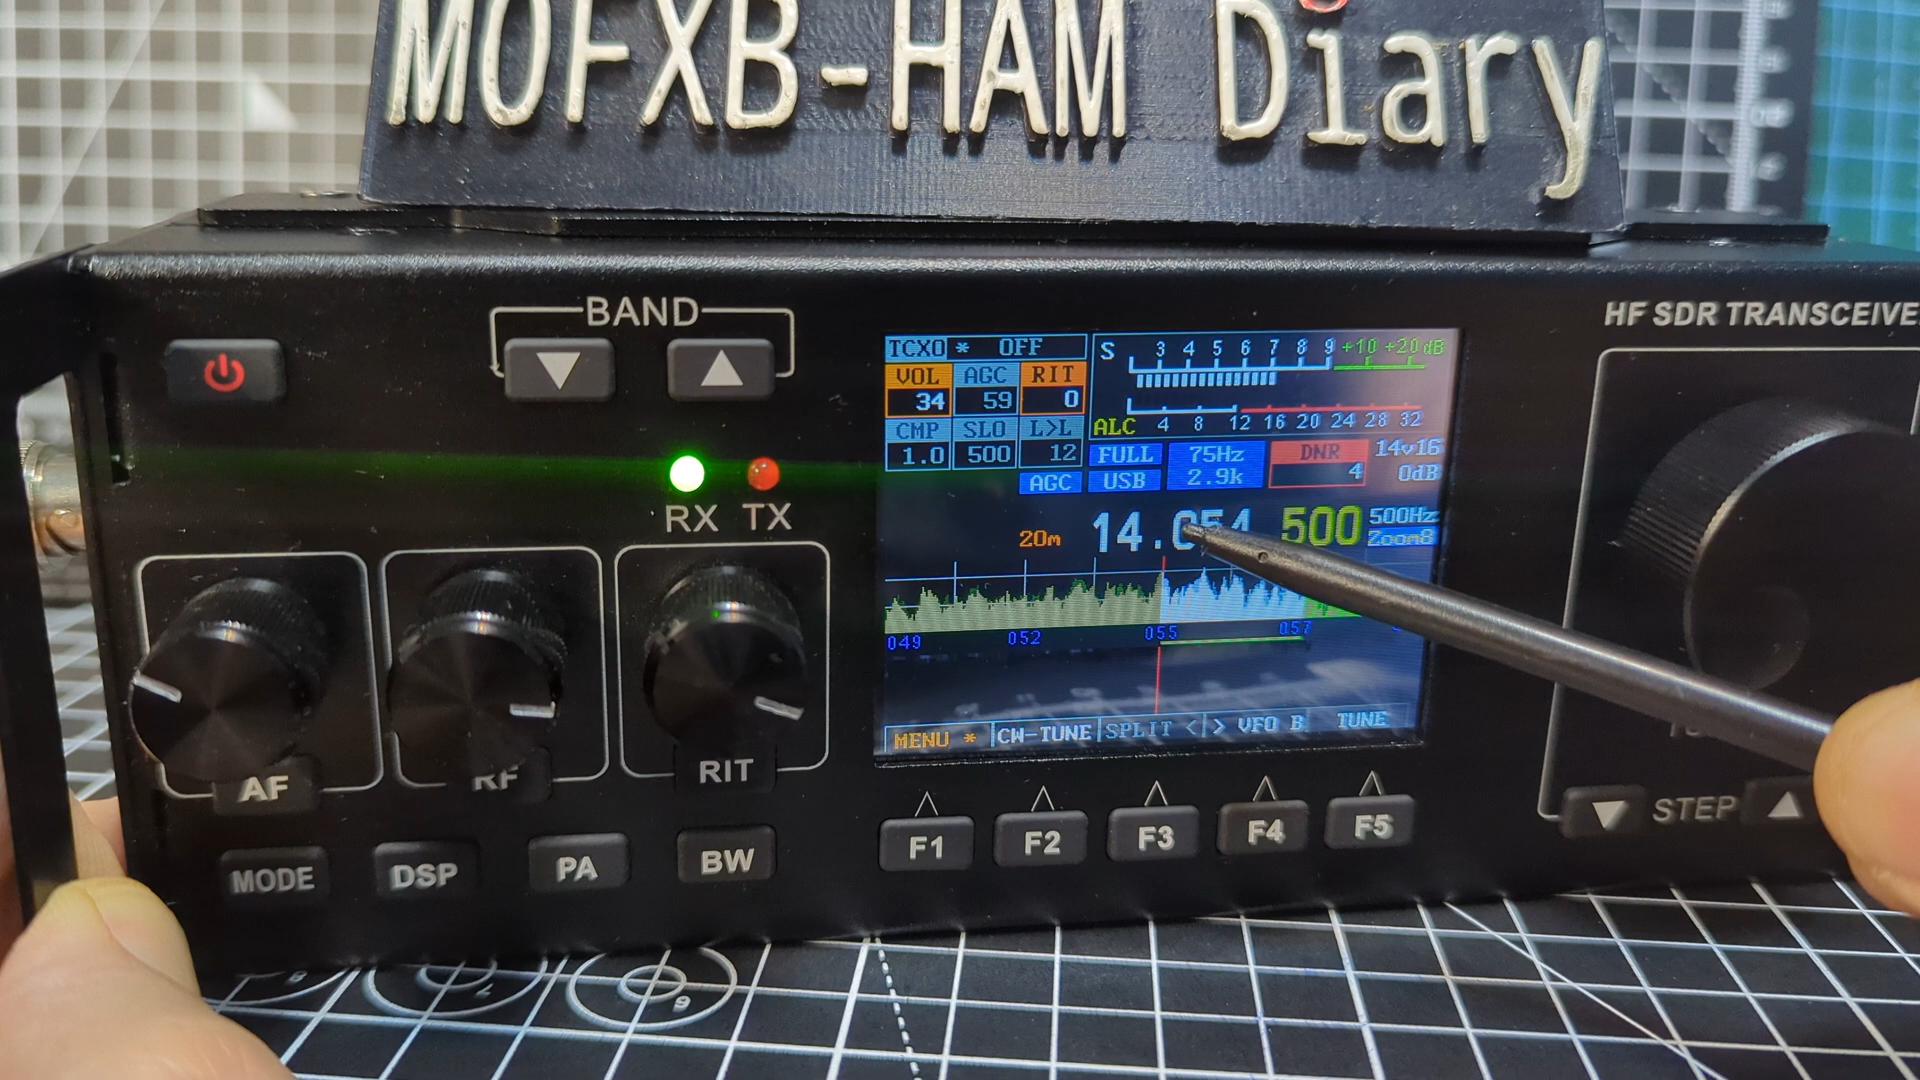 M0FXB-HAM Diary
HF SDR TRANSCEIVE
BAND
RX TX
AF
RF
RIT
MODE
DSP
PA
BW
TCXO * OFF
VOL AGC RIT
34 59 0
CMP SLO L>L
1.0 500 12
S 3 4 5 6 7 8 9 +10 +20 dB
ALC 4 8 12 16 20 24 28 32
FULL 75Hz DNR 14v16
AGC USB 2.9k 4 0dB
20m 14.054 500 500Hz
Zoom8
049 052 055 057
MENU * CW-TUNE SPLIT < > VFO B TUNE
F1 F2 F3 F4 F5
STEP
6